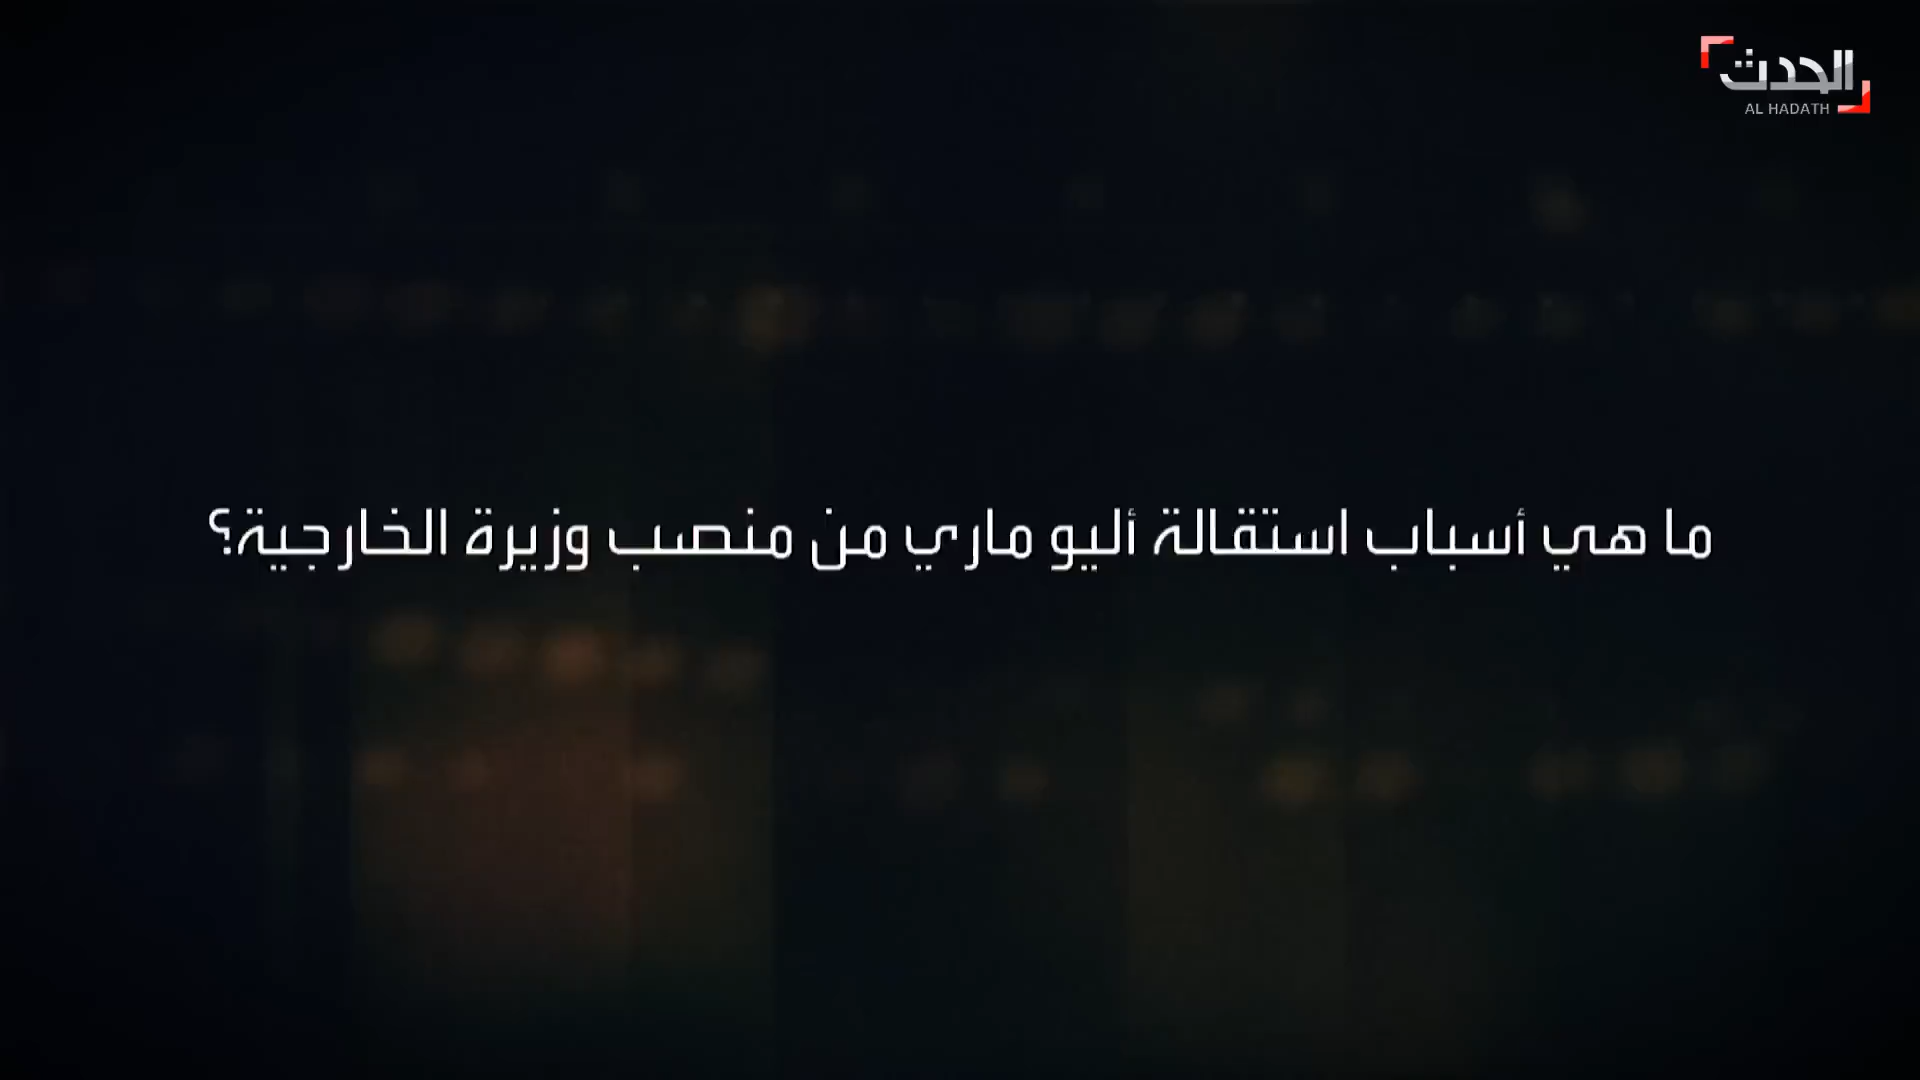 الحدث
AL HADATH
ما هي أسباب استقالة أليو ماري من منصب وزيرة الخارجية؟